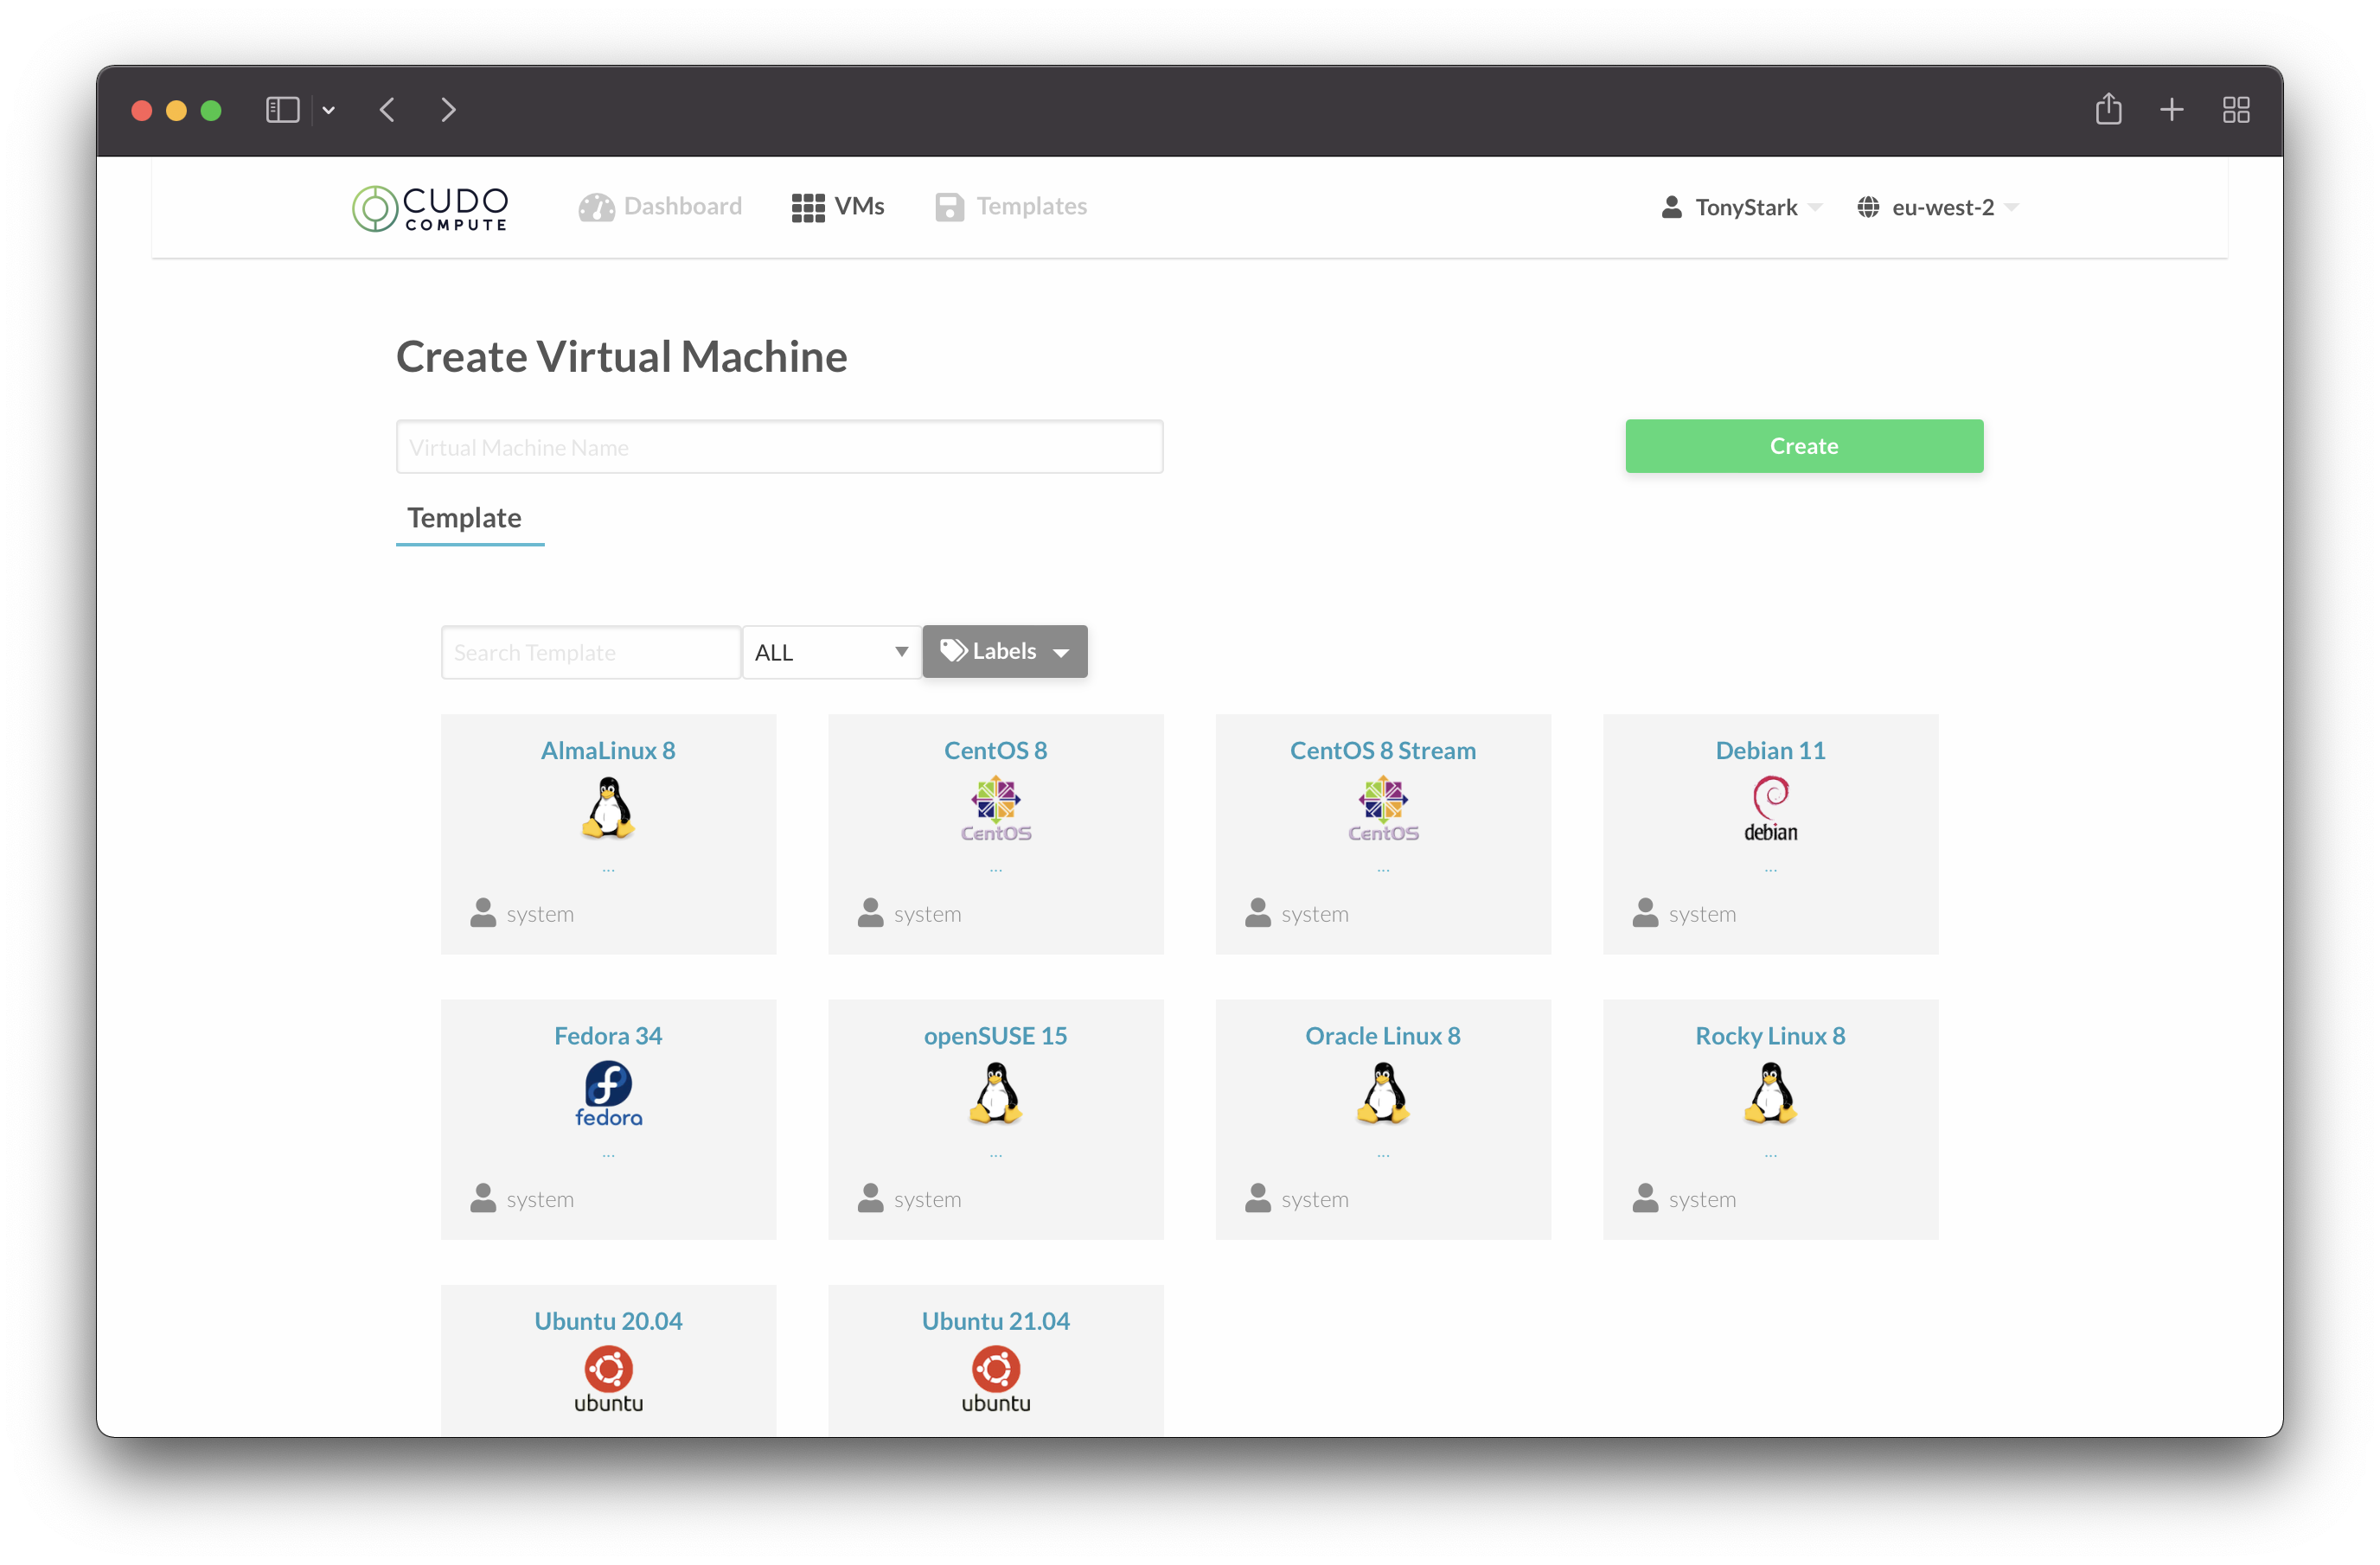 CUDO
COMPUTE
Dashboard
VMs
Templates
TonyStark
eu-west-2
Create Virtual Machine
Virtual Machine Name
Create
Template
Search Template
ALL
Labels
AlmaLinux 8
CentOS 8
CentOS 8 Stream
Debian 11
CentOS
CentOS
debian
...
...
...
...
system
system
system
system
Fedora 34
openSUSE 15
Oracle Linux 8
Rocky Linux 8
fedora
...
...
...
...
system
system
system
system
Ubuntu 20.04
Ubuntu 21.04
ubuntu
ubuntu